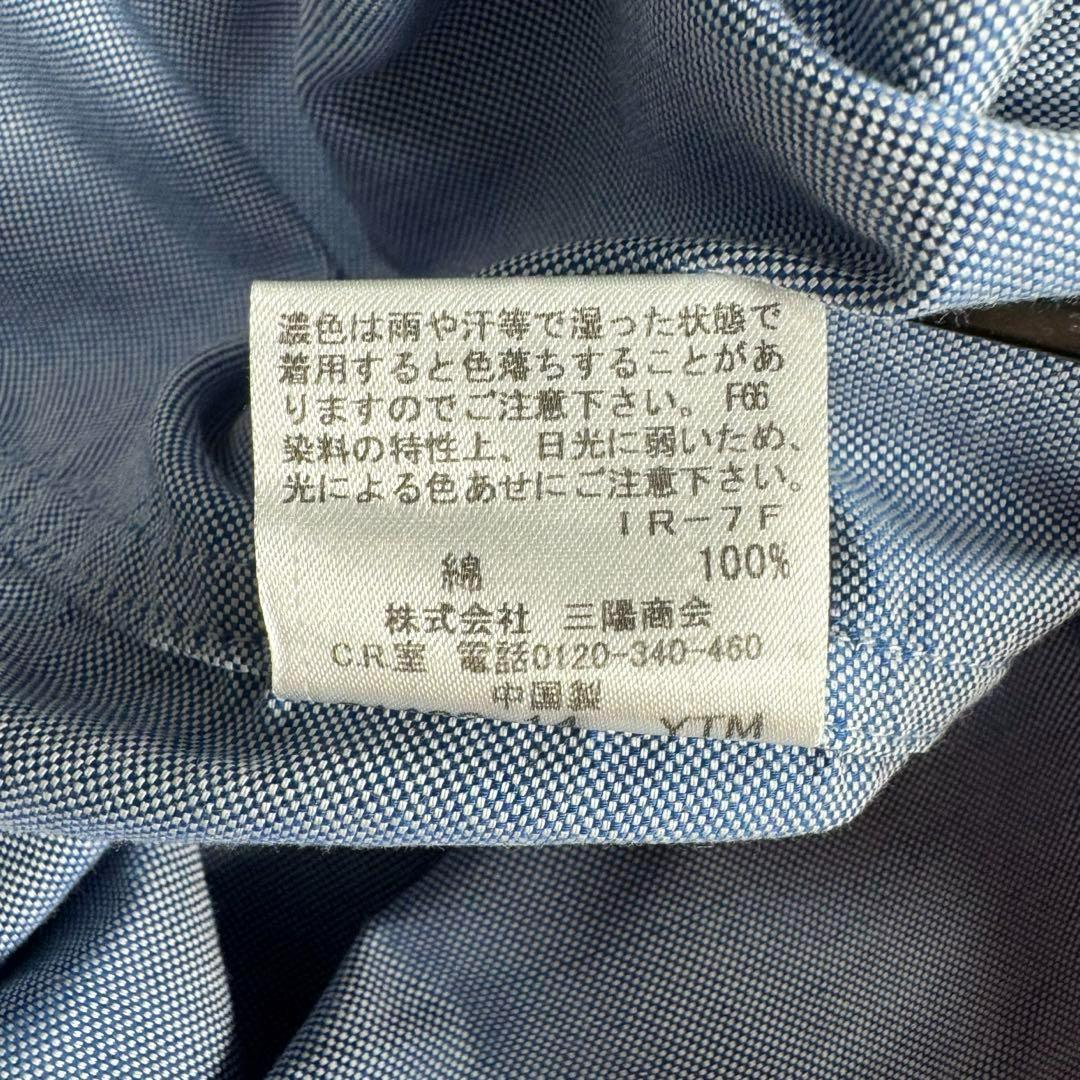 濃色は雨や汗等で湿った状態で
着用すると色落ちすることがあ
りますのでご注意下さい。F66
染料の特性上、日光に弱いため、
光による色あせにご注意下さい。
IR-7F
綿 100%
株式会社 三陽商会
C.R.室 電話0120-340-460
中国製
YTM